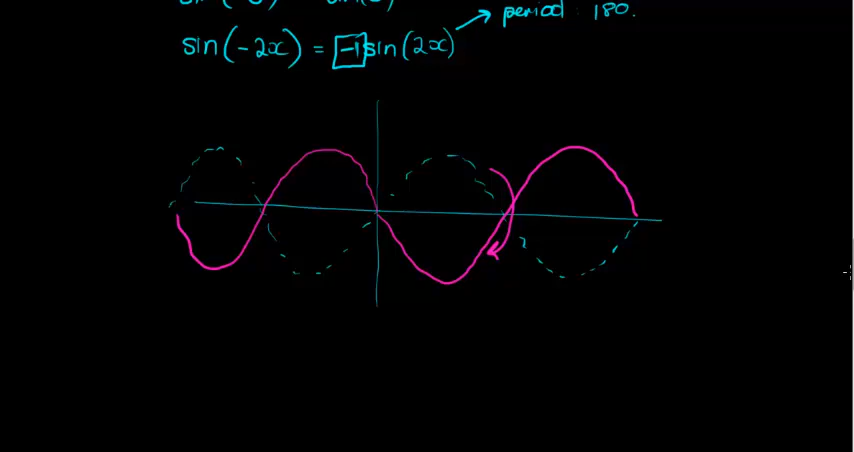 period : 180.
sin(-2x) = -1sin(2x)